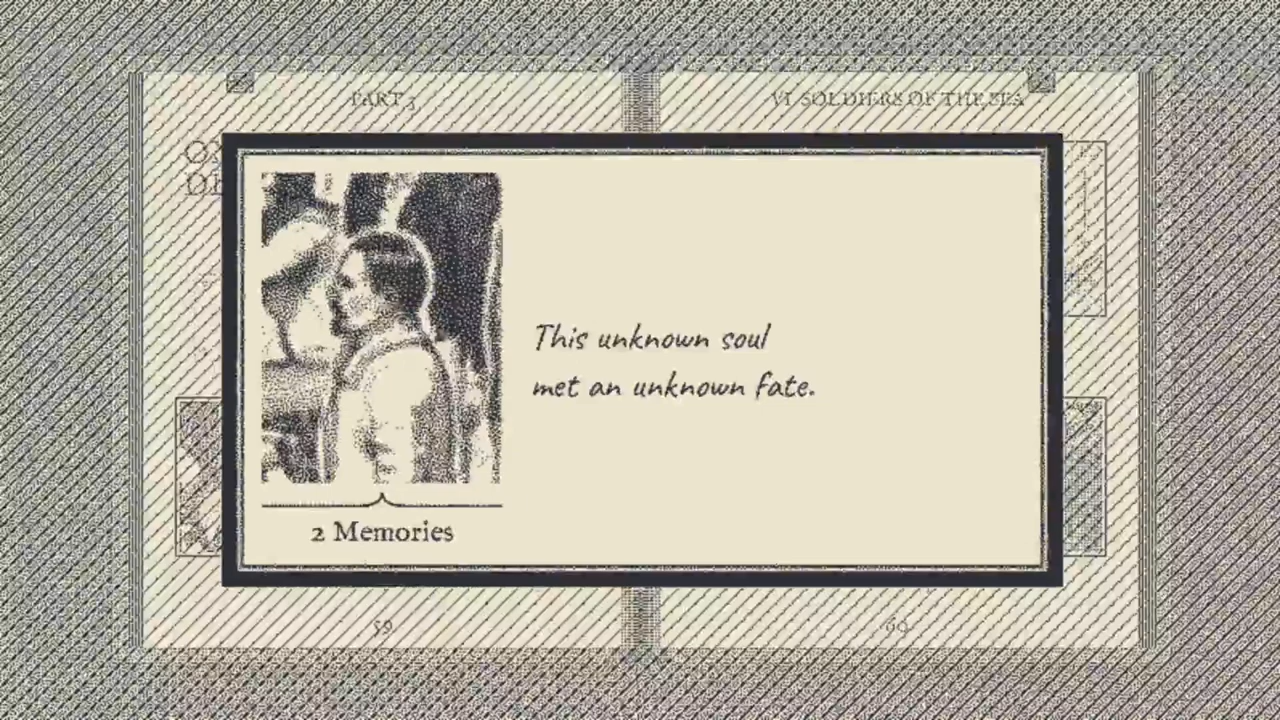 PART 3
VI. SOLDIERS OF THE SEA
This unknown soul
met an unknown fate.
2 Memories
59
60